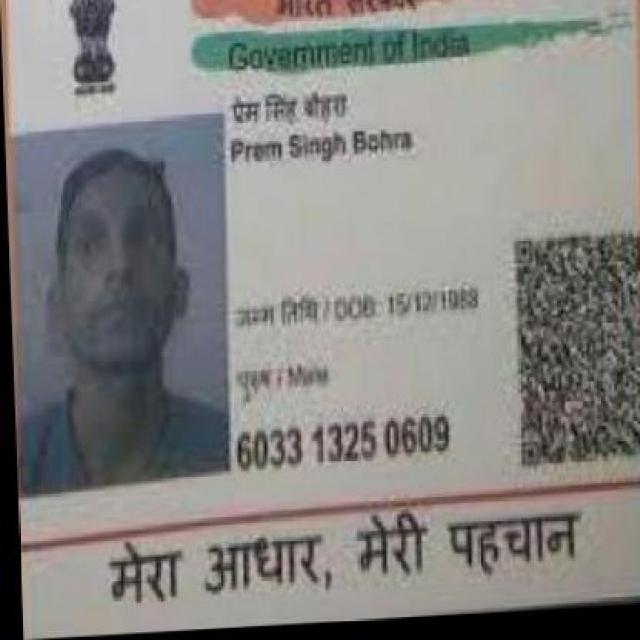 भारत सरकार
Government of India
प्रेम सिंह बोहरा
Prem Singh Bohra
जन्म तिथि / DOB: 15/12/1988
पुरुष / Male
6033 1325 0609
मेरा आधार, मेरी पहचान